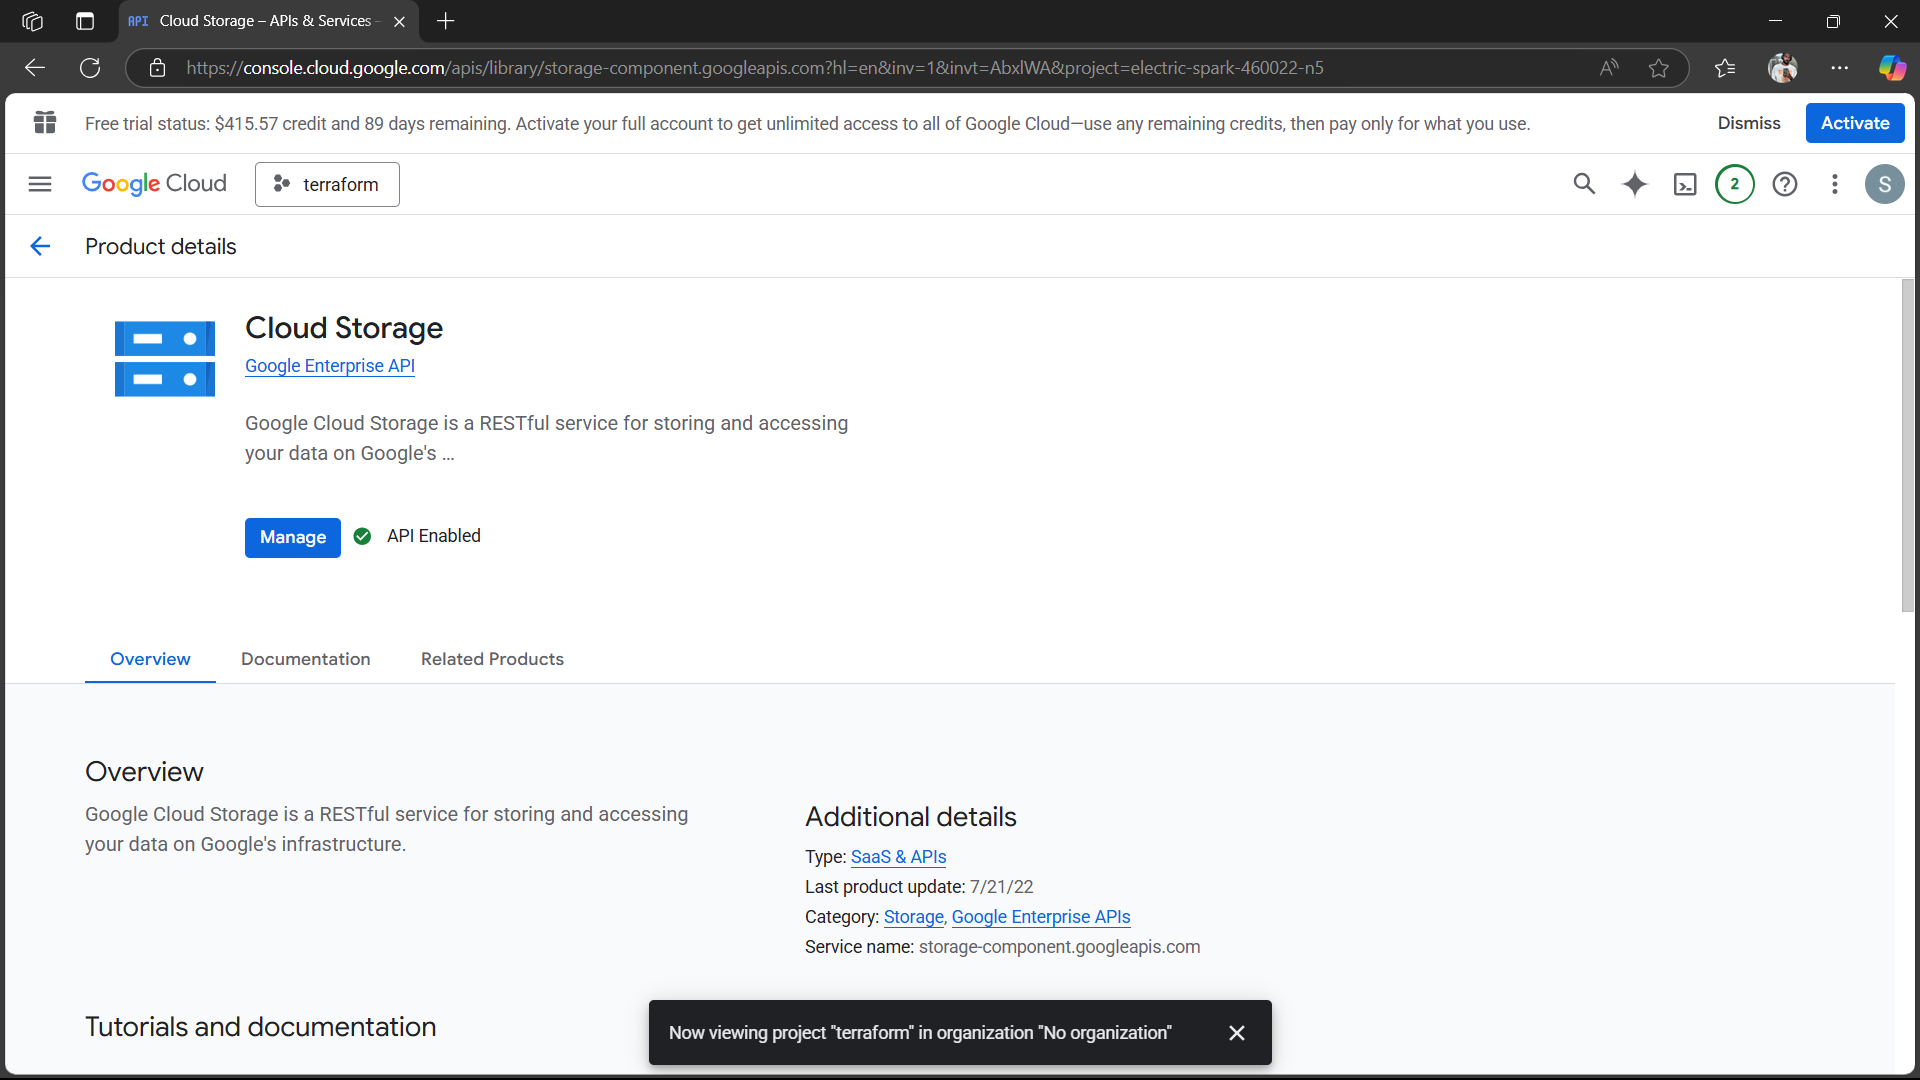 API Cloud Storage – APIs & Services –
https://console.cloud.google.com/apis/library/storage-component.googleapis.com?hl=en&inv=1&invt=AbxlWA&project=electric-spark-460022-n5
Free trial status: $415.57 credit and 89 days remaining. Activate your full account to get unlimited access to all of Google Cloud—use any remaining credits, then pay only for what you use.
Dismiss
Activate
Google Cloud
terraform
2
S
Product details
Cloud Storage
Google Enterprise API
Google Cloud Storage is a RESTful service for storing and accessing
your data on Google's ...
Manage
API Enabled
Overview
Documentation
Related Products
Overview
Google Cloud Storage is a RESTful service for storing and accessing
your data on Google's infrastructure.
Additional details
Type: SaaS & APIs
Last product update: 7/21/22
Category: Storage, Google Enterprise APIs
Service name: storage-component.googleapis.com
Tutorials and documentation
Now viewing project "terraform" in organization "No organization"